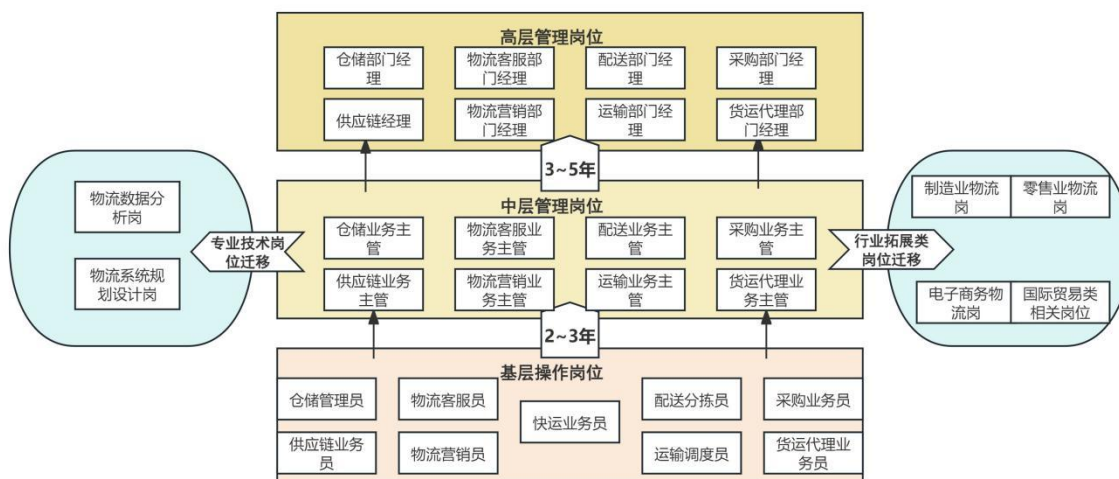 高层管理岗位
仓储部门经
理
物流客服部
门经理
配送部门经
理
采购部门经
理
供应链经理
物流营销部
门经理
运输部门经
理
货运代理部
门经理
3~5年
物流数据分
析岗
物流系统规
划设计岗
专业技术岗
位迁移
中层管理岗位
仓储业务主
管
物流客服业
务主管
配送业务主
管
采购业务主
管
供应链业务
主管
物流营销业
务主管
运输业务主
管
货运代理业
务主管
行业拓展类
岗位迁移
制造业物流
岗
零售业物流
岗
电子商务物
流岗
国际贸易类
相关岗位
2~3年
基层操作岗位
仓储管理员
物流客服员
快运业务员
配送分拣员
采购业务员
供应链业务
员
物流营销员
运输调度员
货运代理业
务员